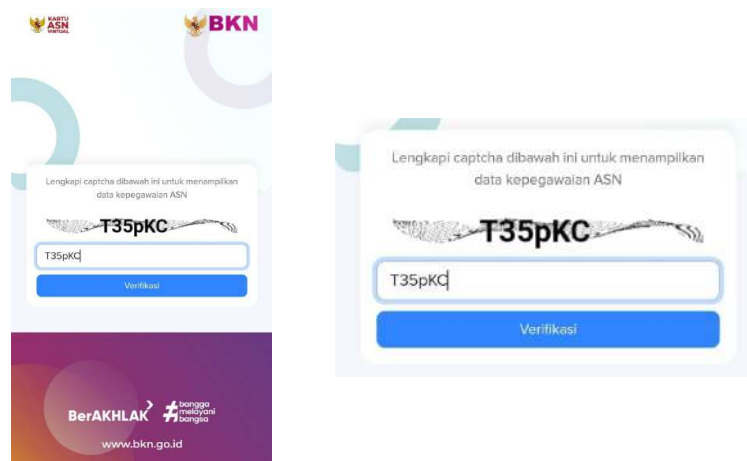 KARTU
ASN
VIRTUAL
BKN
Lengkapi captcha dibawah ini untuk menampilkan
data kepegawaian ASN
T35pKC
T35pKC
Verifikasi
BerAKHLAK
#bangga
melayani
bangsa
www.bkn.go.id
Lengkapi captcha dibawah ini untuk menampilkan
data kepegawaian ASN
T35pKC
T35pKC
Verifikasi